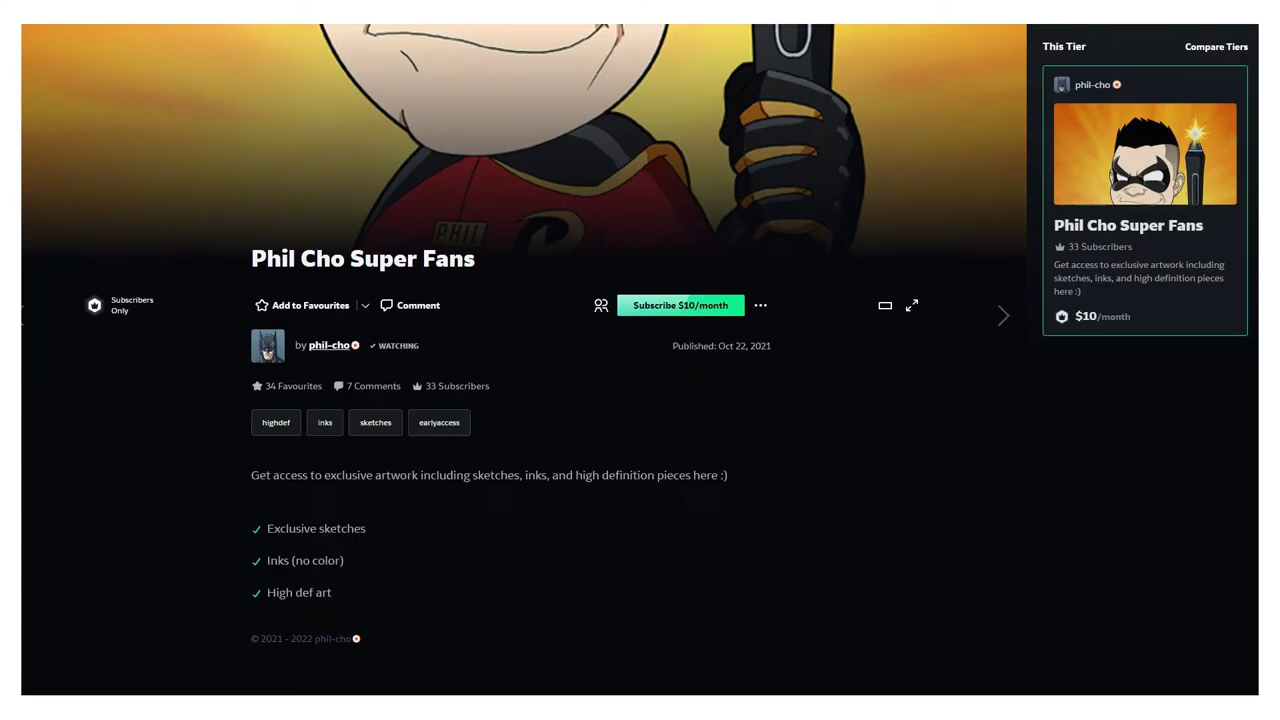 PHIL
Phil Cho Super Fans
Subscribers
Only
Add to Favourites
Comment
Subscribe $10/month
by phil-cho
WATCHING
Published: Oct 22, 2021
34 Favourites
7 Comments
33 Subscribers
highdef
inks
sketches
earlyaccess
Get access to exclusive artwork including sketches, inks, and high definition pieces here :)
Exclusive sketches
Inks (no color)
High def art
© 2021 - 2022 phil-cho
This Tier
Compare Tiers
phil-cho
Phil Cho Super Fans
33 Subscribers
Get access to exclusive artwork including
sketches, inks, and high definition pieces
here :)
$10/month